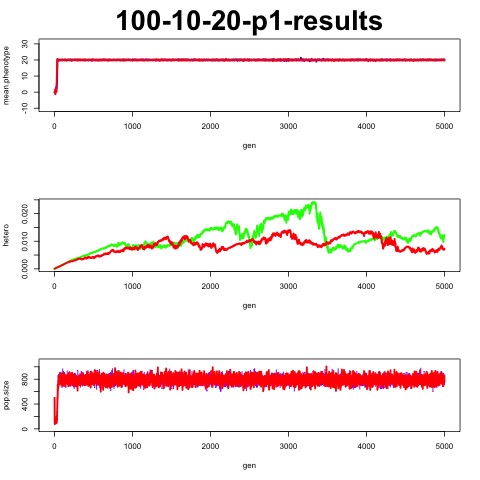 100-10-20-p1-results
mean.phenotype
-10 0 10 20 30
0 1000 2000 3000 4000 5000
gen
hetero
0.000 0.010 0.020
0 1000 2000 3000 4000 5000
gen
pop.size
0 400 800
0 1000 2000 3000 4000 5000
gen